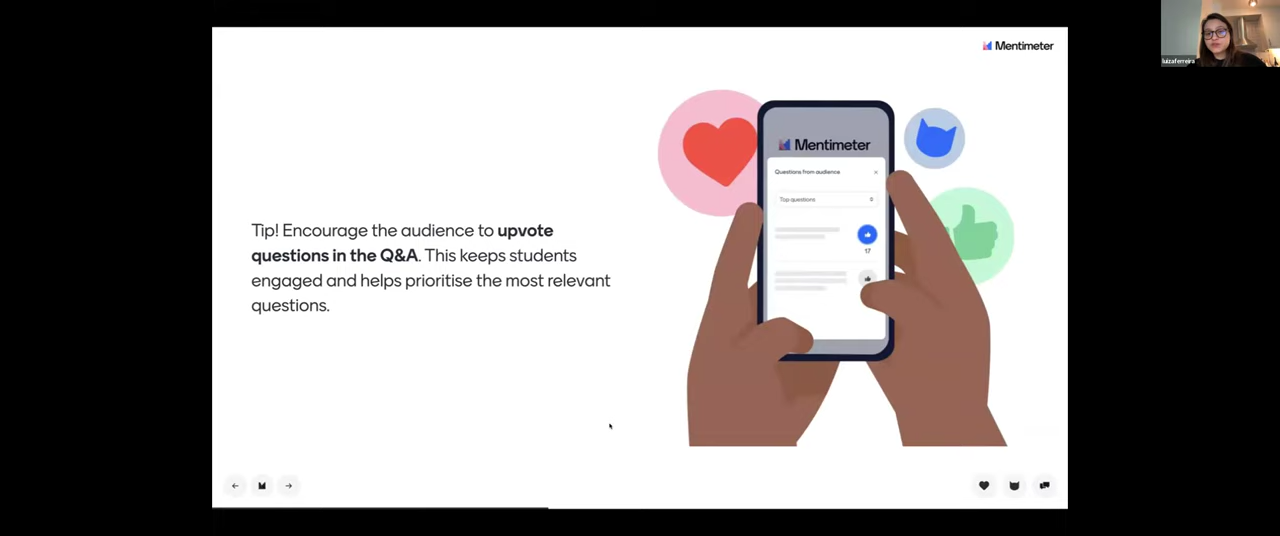 Mentimeter
luizaferreira
Mentimeter
Questions from audience
Top questions
17
Tip! Encourage the audience to upvote
questions in the Q&A. This keeps students
engaged and helps prioritise the most relevant
questions.